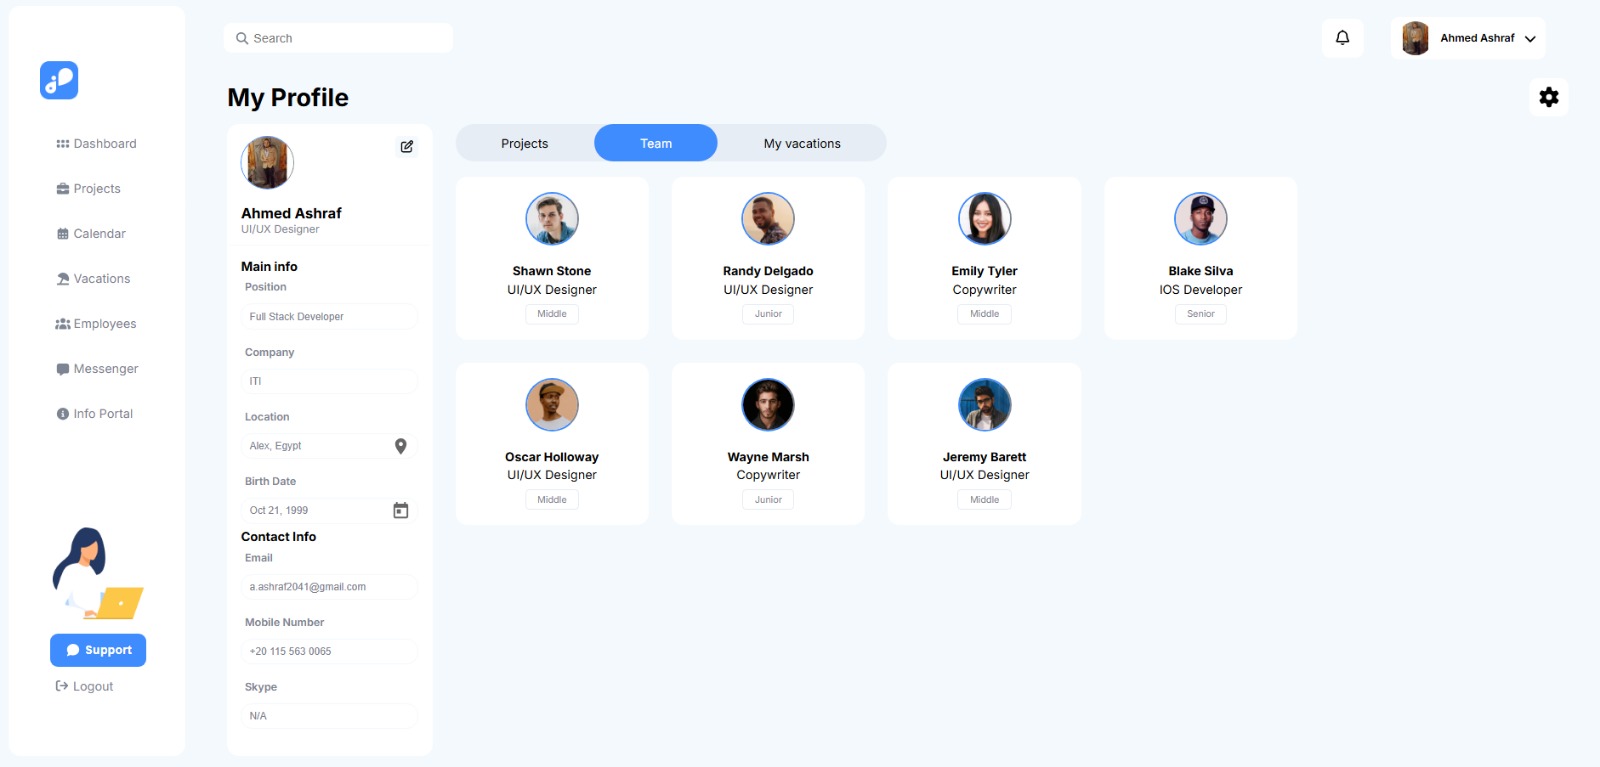 Search
Ahmed Ashraf
Dashboard
Projects
Calendar
Vacations
Employees
Messenger
Info Portal
Support
Logout
My Profile
Ahmed Ashraf
UI/UX Designer
Main info
Position
Full Stack Developer
Company
ITI
Location
Alex, Egypt
Birth Date
Oct 21, 1999
Contact Info
Email
a.ashraf2041@gmail.com
Mobile Number
+20 115 563 0065
Skype
N/A
Projects
Team
My vacations
Shawn Stone
UI/UX Designer
Middle
Randy Delgado
UI/UX Designer
Junior
Emily Tyler
Copywriter
Middle
Blake Silva
IOS Developer
Senior
Oscar Holloway
UI/UX Designer
Middle
Wayne Marsh
Copywriter
Junior
Jeremy Barett
UI/UX Designer
Middle